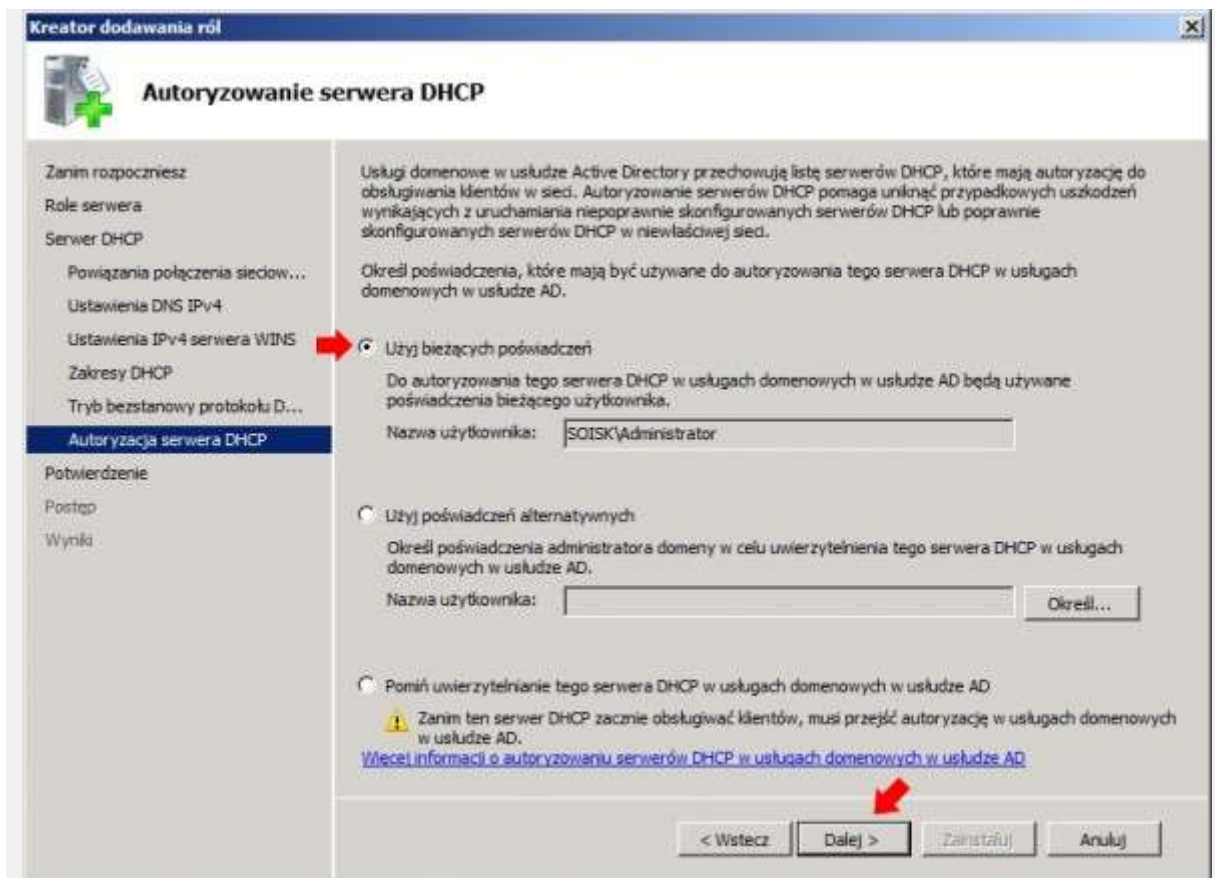 Kreator dodawania ról
Autoryzowanie serwera DHCP
Zanim rozpoczniesz
Role serwera
Serwer DHCP
Powiązania połączenia sieciow...
Ustawienia DNS IPv4
Ustawienia IPv4 serwera WINS
Zakresy DHCP
Tryb bezstanowy protokołu D...
Autoryzacja serwera DHCP
Potwierdzenie
Postęp
Wyniki
Usługi domenowe w usłudze Active Directory przechowują listę serwerów DHCP, które mają autoryzację do
obsługiwania klientów w sieci. Autoryzowanie serwerów DHCP pomaga uniknąć przypadkowych uszkodzeń
wynikających z uruchamiania niepoprawnie skonfigurowanych serwerów DHCP lub poprawnie
skonfigurowanych serwerów DHCP w niewłaściwej sieci.
Określ poświadczenia, które mają być używane do autoryzowania tego serwera DHCP w usługach
domenowych w usłudze AD.
Użyj bieżących poświadczeń
Do autoryzowania tego serwera DHCP w usługach domenowych w usłudze AD będą używane
poświadczenia bieżącego użytkownika.
Nazwa użytkownika: SOISK\Administrator
Użyj poświadczeń alternatywnych
Określ poświadczenia administratora domeny w celu uwierzytelnienia tego serwera DHCP w usługach
domenowych w usłudze AD.
Nazwa użytkownika: Określ...
Pomiń uwierzytelnianie tego serwera DHCP w usługach domenowych w usłudze AD
Zanim ten serwer DHCP zacznie obsługiwać klientów, musi przejść autoryzację w usługach domenowych
w usłudze AD.
Więcej informacji o autoryzowaniu serwerów DHCP w usługach domenowych w usłudze AD
< Wstecz Dalej > Zainstaluj Anuluj